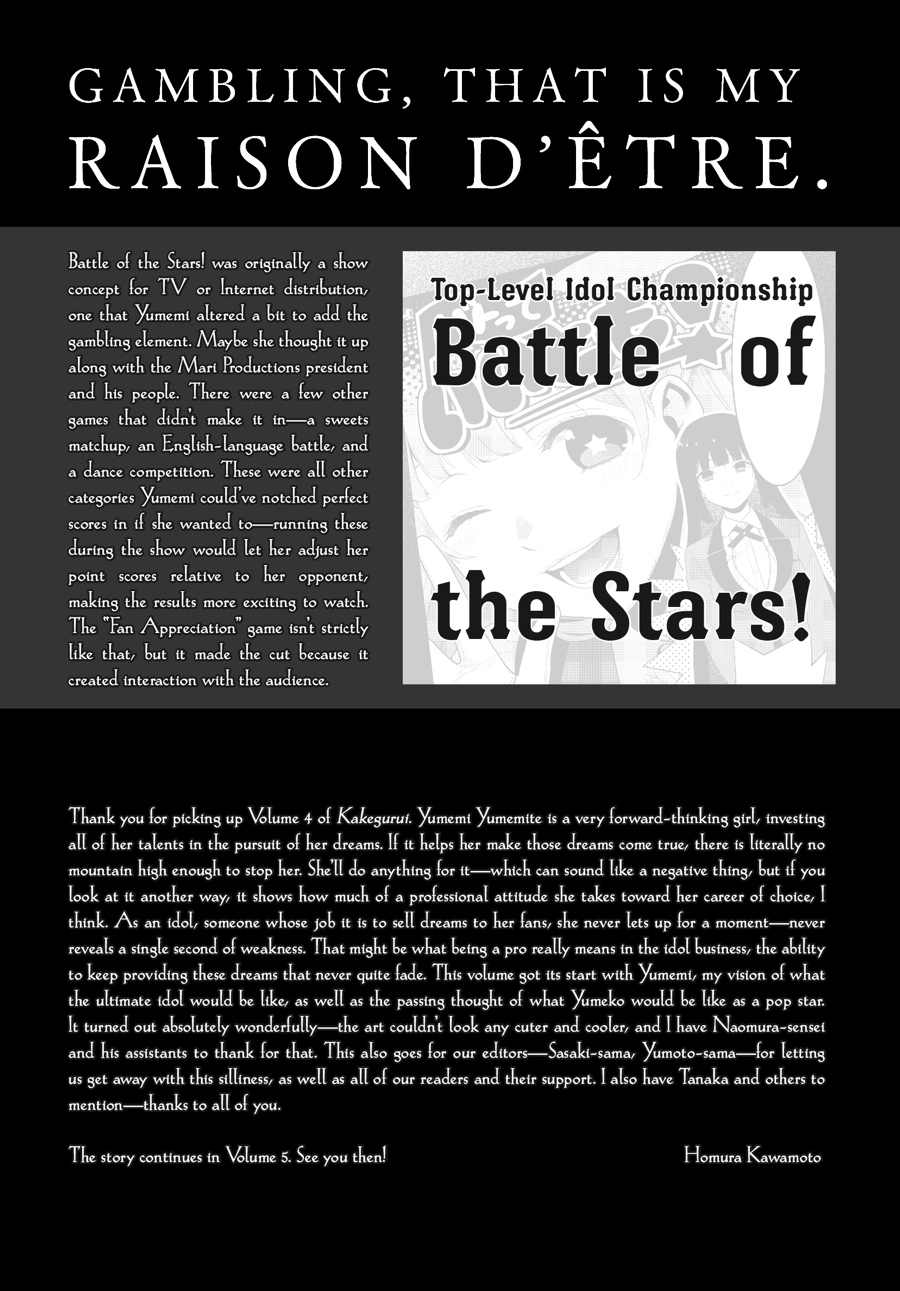 GAMBLING, THAT IS MY
RAISON D'ÊTRE.
Battle of the Stars! was originally a show
concept for TV or Internet distribution,
one that Yumemi altered a bit to add the
gambling element. Maybe she thought it up
along with the Mari Productions president
and his people. There were a few other
games that didn't make it in—a sweets
matchup, an English-language battle, and
a dance competition. These were all other
categories Yumemi could've notched perfect
scores in if she wanted to—running these
during the show would let her adjust her
point scores relative to her opponent,
making the results more exciting to watch.
The "Fan Appreciation" game isn't strictly
like that, but it made the cut because it
created interaction with the audience.
Top-Level Idol Championship
Battle of
the Stars!
Thank you for picking up Volume 4 of Kakegurui. Yumemi Yumemite is a very forward-thinking girl, investing
all of her talents in the pursuit of her dreams. If it helps her make those dreams come true, there is literally no
mountain high enough to stop her. She'll do anything for it—which can sound like a negative thing, but if you
look at it another way, it shows how much of a professional attitude she takes toward her career of choice, I
think. As an idol, someone whose job it is to sell dreams to her fans, she never lets up for a moment—never
reveals a single second of weakness. That might be what being a pro really means in the idol business, the ability
to keep providing these dreams that never quite fade. This volume got its start with Yumemi, my vision of what
the ultimate idol would be like, as well as the passing thought of what Yumeko would be like as a pop star.
It turned out absolutely wonderfully—the art couldn't look any cuter and cooler, and I have Naomura-sensei
and his assistants to thank for that. This also goes for our editors—Sasaki-sama, Yumoto-sama—for letting
us get away with this silliness, as well as all of our readers and their support. I also have Tanaka and others to
mention—thanks to all of you.
The story continues in Volume 5. See you then!
Homura Kawamoto